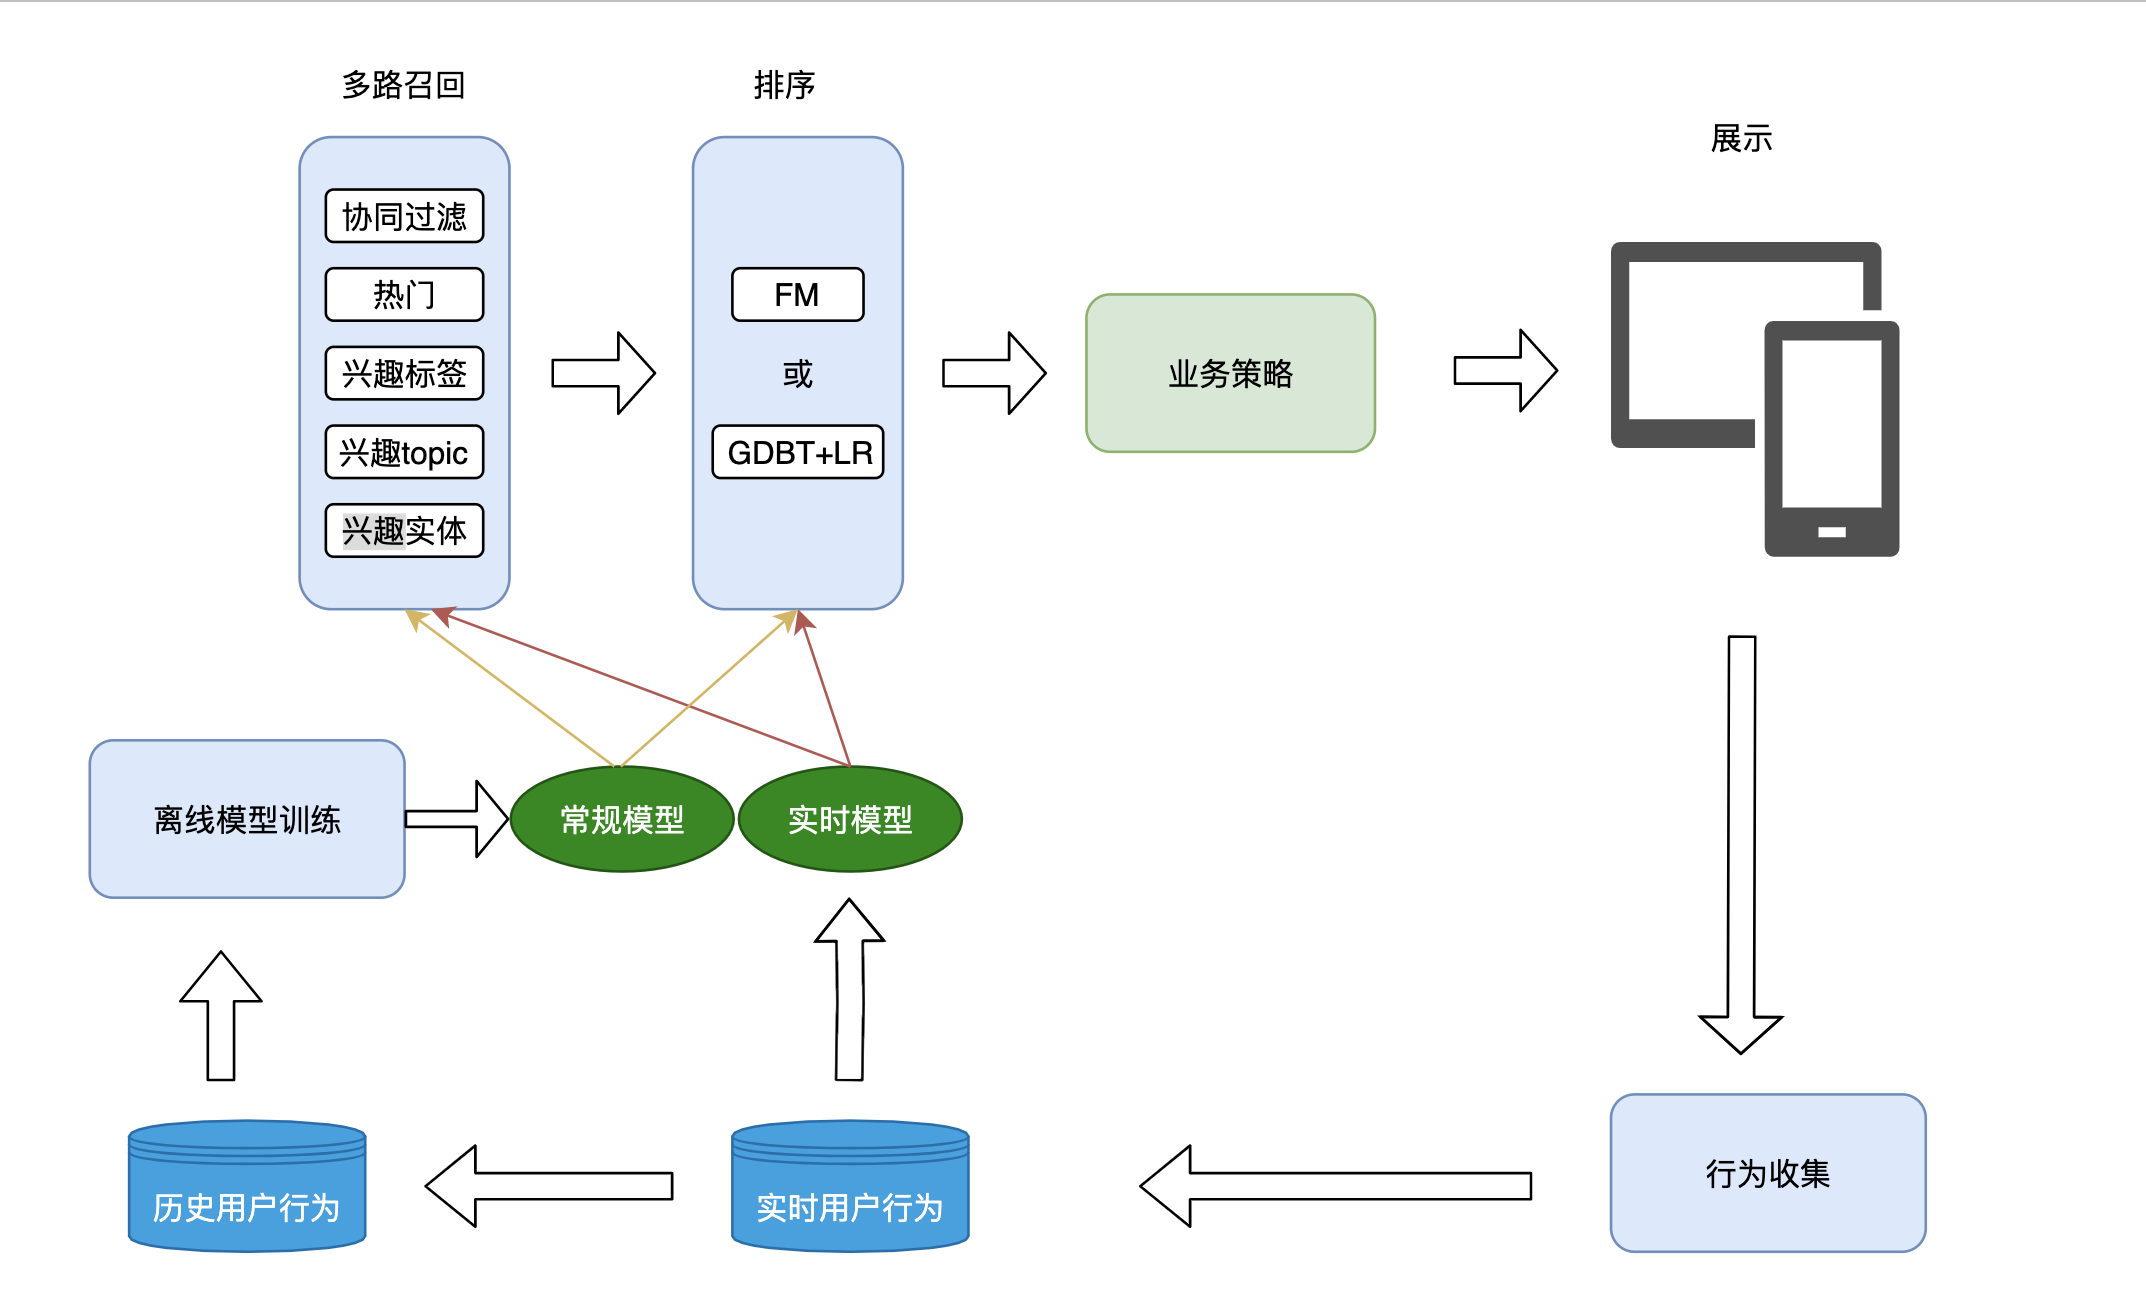 多路召回
协同过滤
热门
兴趣标签
兴趣topic
兴趣实体
排序
FM
或
GDBT+LR
业务策略
展示
离线模型训练
常规模型
实时模型
历史用户行为
实时用户行为
行为收集